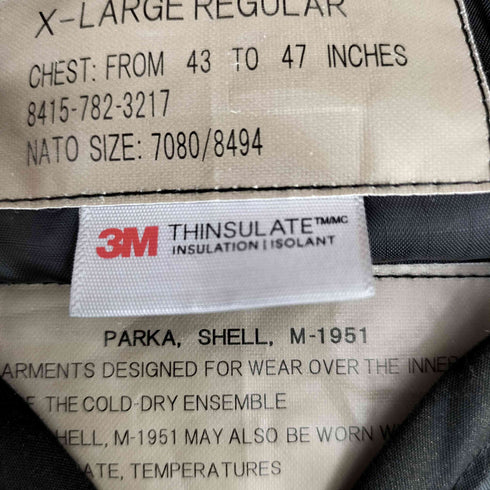 X-LARGE REGULAR
CHEST: FROM 43 TO 47 INCHES
8415-782-3217
NATO SIZE: 7080/8494
3M THINSULATE™/MC
INSULATION | ISOLANT
PARKA, SHELL, M-1951
ARMENTS DESIGNED FOR WEAR OVER THE INNE
THE COLD-DRY ENSEMBLE
HELL, M-1951 MAY ALSO BE WORN W
ATE, TEMPERATURES